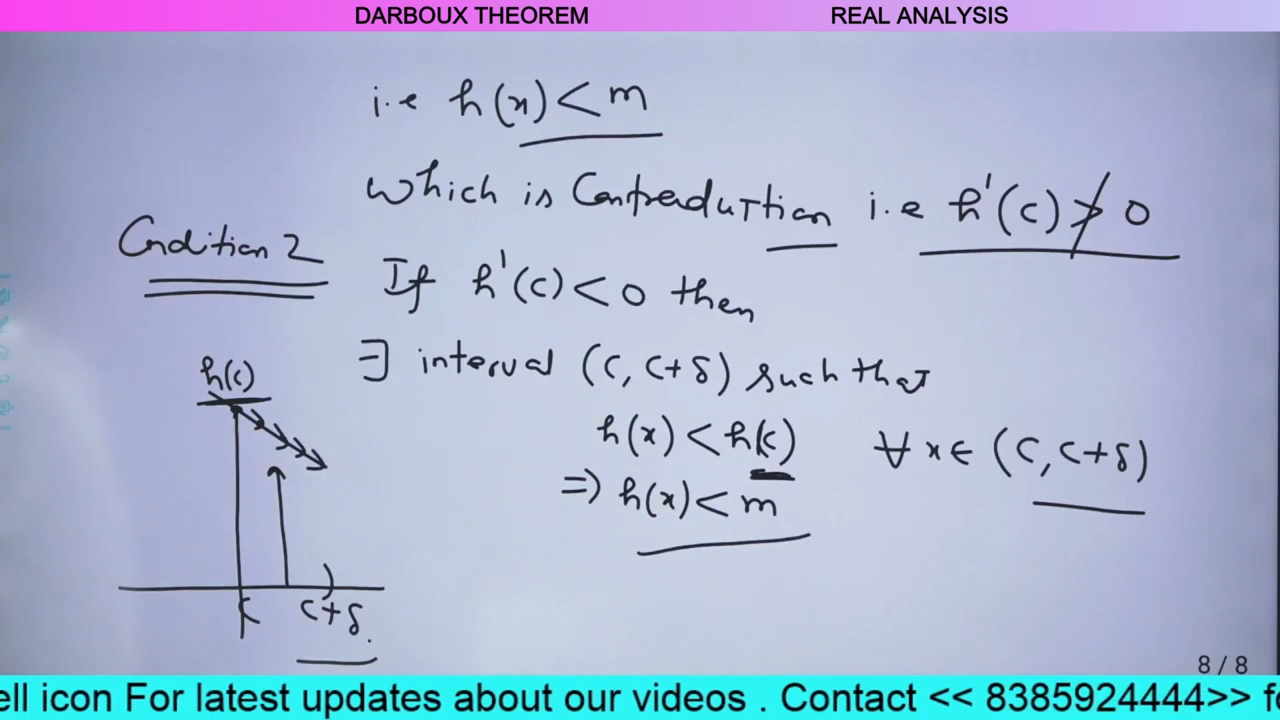 DARBOUX THEOREM REAL ANALYSIS
i.e h(x) < m
which is Contraduction i.e h'(c) ≯ 0
Condition 2
If h'(c) < 0 then
∃ interval (c, c+δ) such that
h(c)
h(x) < h(c) ∀ x ∈ (c, c+δ)
⇒ h(x) < m
c c+δ.
8 / 8
ell icon For latest updates about our videos . Contact << 8385924444>> fo